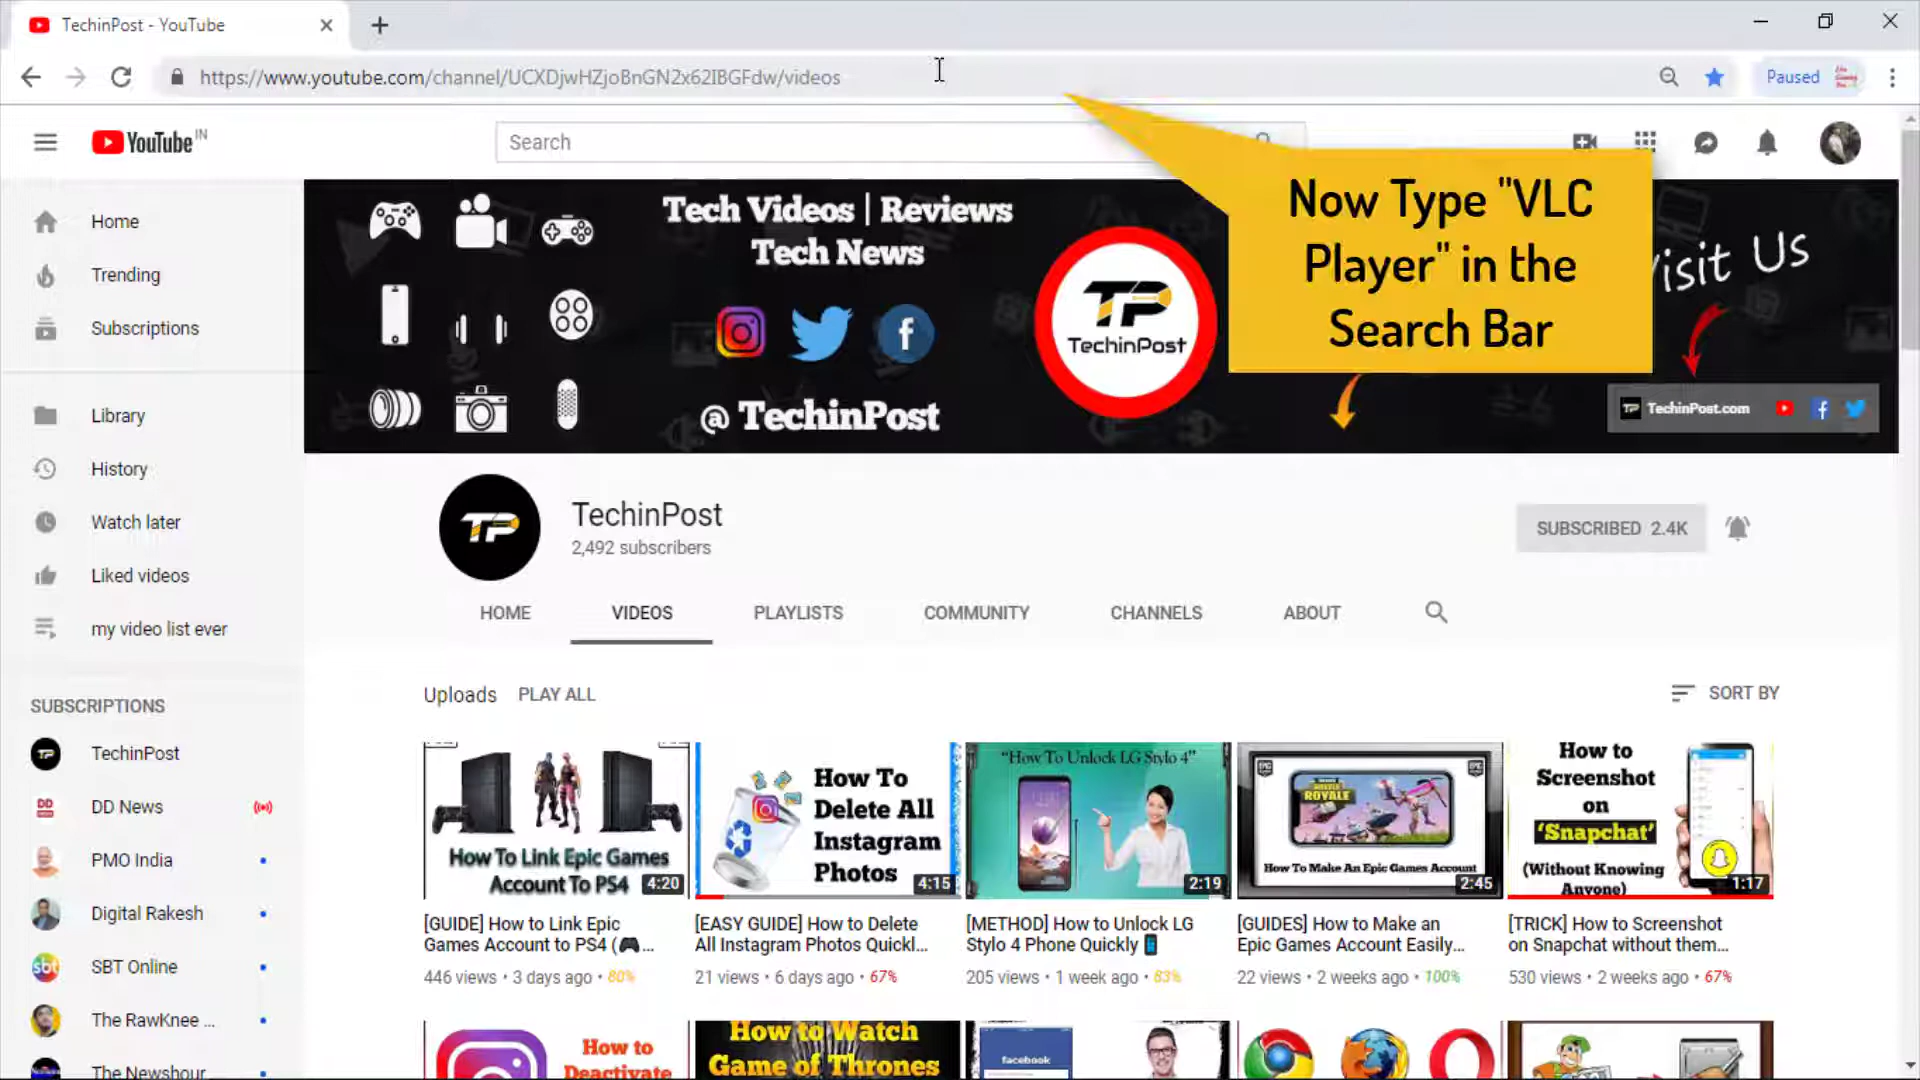 TechinPost - YouTube
https://www.youtube.com/channel/UCXDjwHZjoBnGN2x62IBGFdw/videos
Paused
YouTube IN
Search
Now Type "VLC
Player" in the
Search Bar
Home
Trending
Subscriptions
Library
History
Watch later
Liked videos
my video list ever
SUBSCRIPTIONS
TechinPost
DD News
PMO India
Digital Rakesh
SBT Online
The RawKnee ...
The Newshour
Tech Videos | Reviews
Tech News
@ TechinPost
TP
TechinPost
Visit Us
TechinPost.com
TechinPost
2,492 subscribers
SUBSCRIBED 2.4K
HOME VIDEOS PLAYLISTS COMMUNITY CHANNELS ABOUT
Uploads PLAY ALL
SORT BY
How To Link Epic Games
Account To PS4
4:20
[GUIDE] How to Link Epic
Games Account to PS4 (🎮...
446 views • 3 days ago • 80%
How To
Delete All
Instagram
Photos
4:15
[EASY GUIDE] How to Delete
All Instagram Photos Quickl...
21 views • 6 days ago • 67%
"How To Unlock LG Stylo 4"
2:19
[METHOD] How to Unlock LG
Stylo 4 Phone Quickly 📱
205 views • 1 week ago • 83%
ROYALE
How To Make An Epic Games Account
2:45
[GUIDES] How to Make an
Epic Games Account Easily...
22 views • 2 weeks ago • 100%
How to
Screenshot
on
'Snapchat'
(Without Knowing
Anyone)
1:17
[TRICK] How to Screenshot
on Snapchat without them...
530 views • 2 weeks ago • 67%
How to
Deactivate
How to Watch
Game of Thrones
facebook